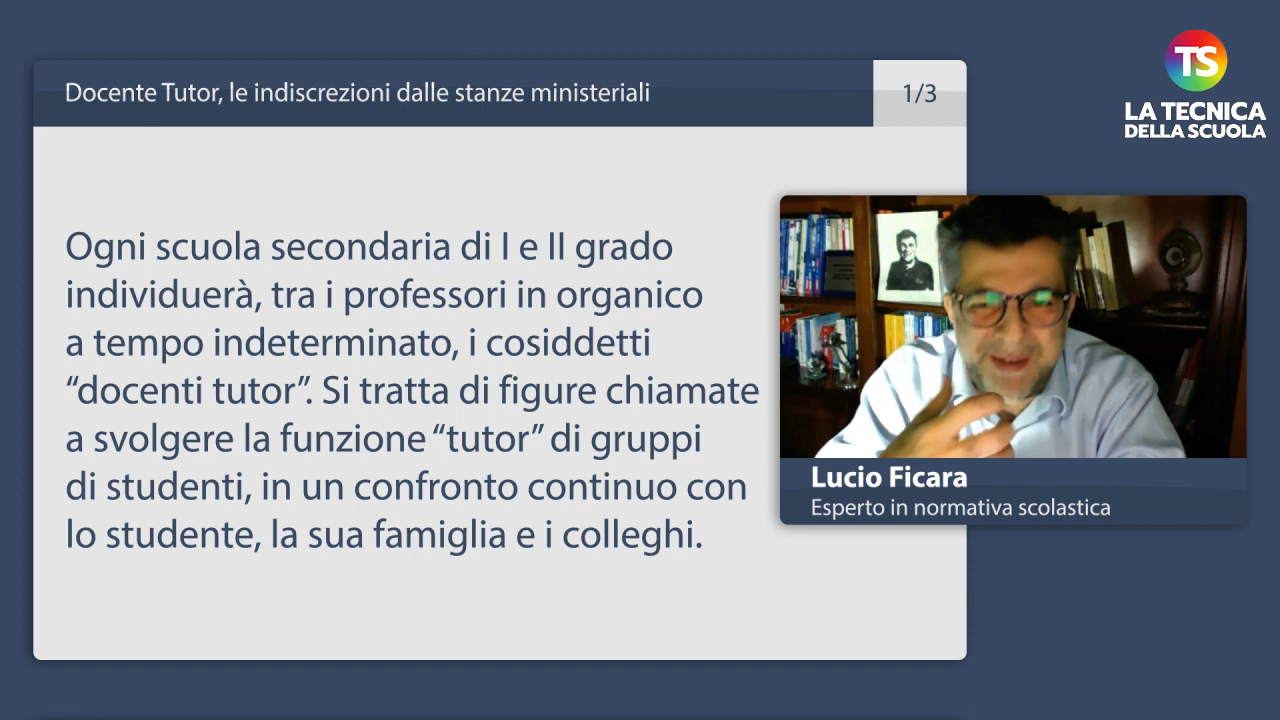 Docente Tutor, le indiscrezioni dalle stanze ministeriali
1/3
TS
LA TECNICA
DELLA SCUOLA
Ogni scuola secondaria di I e II grado
individuerà, tra i professori in organico
a tempo indeterminato, i cosiddetti
“docenti tutor”. Si tratta di figure chiamate
a svolgere la funzione “tutor” di gruppi
di studenti, in un confronto continuo con
lo studente, la sua famiglia e i colleghi.
Lucio Ficara
Esperto in normativa scolastica